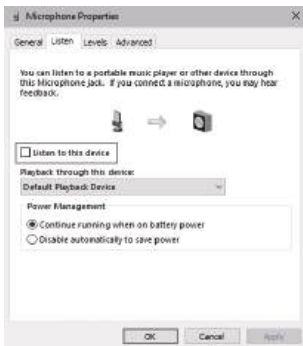 Microphone Properties
General Listen Levels Advanced
You can listen to a portable music player or other device through
this Microphone jack. If you connect a microphone, you may hear
feedback.
Listen to this device
Playback through this device:
Default Playback Device
Power Management
Continue running when on battery power
Disable automatically to save power
OK Cancel Apply